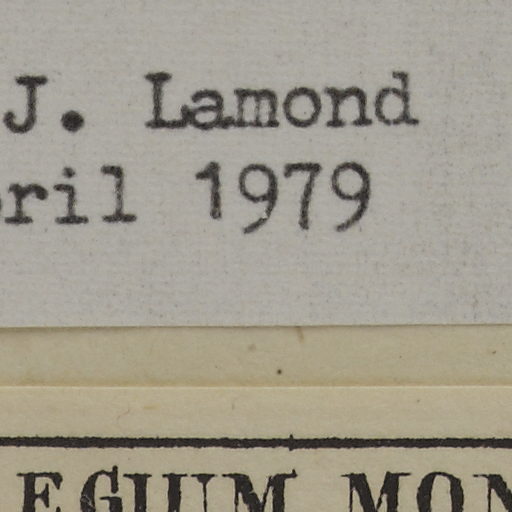 J. Lamond
ril 1979
EGIUM MON